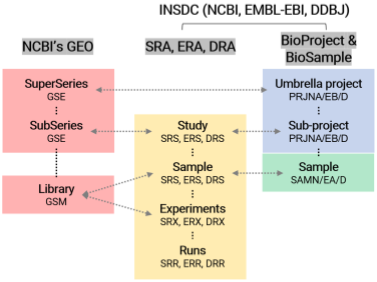 INSDC (NCBI, EMBL-EBI, DDBJ)
NCBI's GEO
SRA, ERA, DRA
BioProject &
BioSample
SuperSeries
GSE
SubSeries
GSE
Library
GSM
Study
SRS, ERS, DRS
Sample
SRS, ERS, DRS
Experiments
SRX, ERX, DRX
Runs
SRR, ERR, DRR
Umbrella project
PRJNA/EB/D
Sub-project
PRJNA/EB/D
Sample
SAMN/EA/D